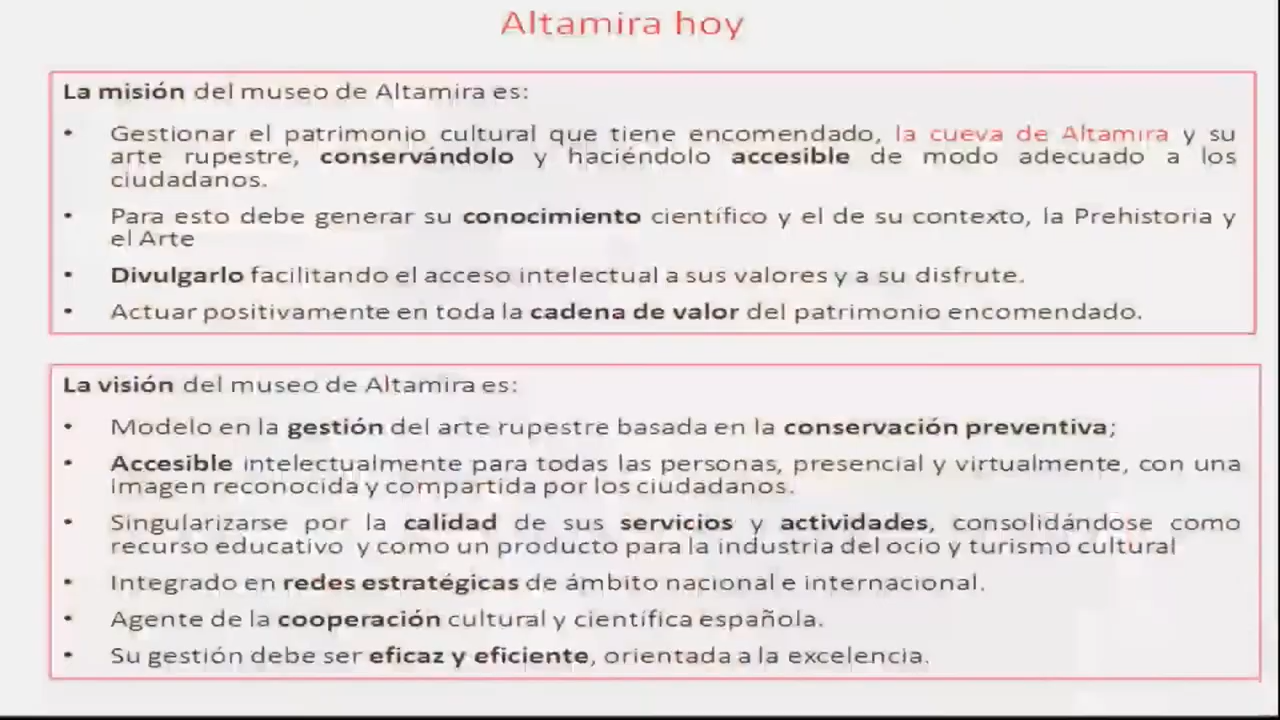 Altamira hoy
La misión del museo de Altamira es:
• Gestionar el patrimonio cultural que tiene encomendado, la cueva de Altamira y su
arte rupestre, conservándolo y haciéndolo accesible de modo adecuado a los
ciudadanos.
• Para esto debe generar su conocimiento científico y el de su contexto, la Prehistoria y
el Arte
• Divulgarlo facilitando el acceso intelectual a sus valores y a su disfrute.
• Actuar positivamente en toda la cadena de valor del patrimonio encomendado.
La visión del museo de Altamira es:
• Modelo en la gestión del arte rupestre basada en la conservación preventiva;
• Accesible intelectualmente para todas las personas, presencial y virtualmente, con una
imagen reconocida y compartida por los ciudadanos.
• Singularizarse por la calidad de sus servicios y actividades, consolidándose como
recurso educativo y como un producto para la industria del ocio y turismo cultural
• Integrado en redes estratégicas de ámbito nacional e internacional.
• Agente de la cooperación cultural y científica española.
• Su gestión debe ser eficaz y eficiente, orientada a la excelencia.